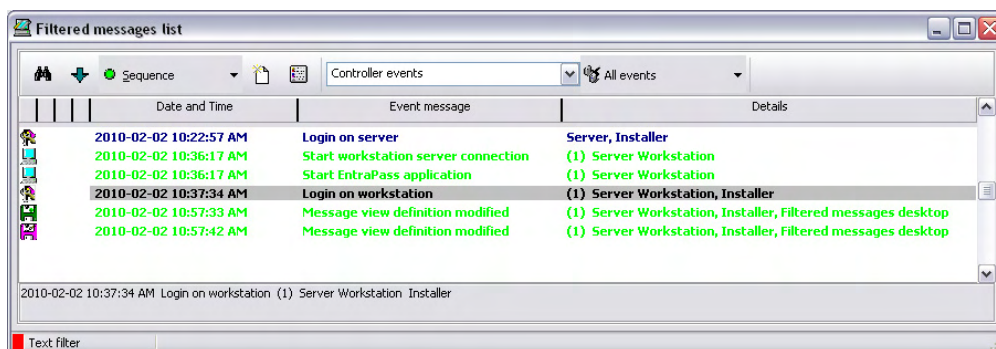 Filtered messages list
Sequence Controller events All events
Date and Time Event message Details
2010-02-02 10:22:57 AM Login on server Server, Installer
2010-02-02 10:36:17 AM Start workstation server connection (1) Server Workstation
2010-02-02 10:36:17 AM Start EntraPass application (1) Server Workstation
2010-02-02 10:37:34 AM Login on workstation (1) Server Workstation, Installer
2010-02-02 10:57:33 AM Message view definition modified (1) Server Workstation, Installer, Filtered messages desktop
2010-02-02 10:57:42 AM Message view definition modified (1) Server Workstation, Installer, Filtered messages desktop
2010-02-02 10:37:34 AM Login on workstation (1) Server Workstation Installer
Text filter